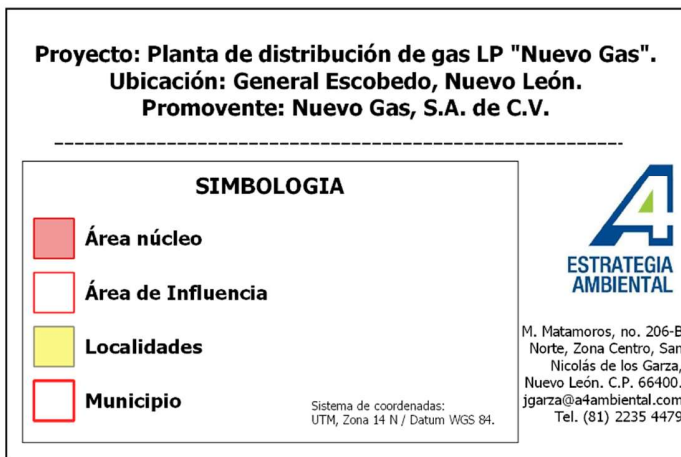 Proyecto: Planta de distribución de gas LP "Nuevo Gas".
Ubicación: General Escobedo, Nuevo León.
Promovente: Nuevo Gas, S.A. de C.V.
SIMBOLOGIA
Área núcleo
Área de Influencia
Localidades
Municipio
Sistema de coordenadas:
UTM, Zona 14 N / Datum WGS 84.
A4
ESTRATEGIA
AMBIENTAL
M. Matamoros, no. 206-B
Norte, Zona Centro, San
Nicolás de los Garza,
Nuevo León. C.P. 66400.
jgarza@a4ambiental.com
Tel. (81) 2235 4479